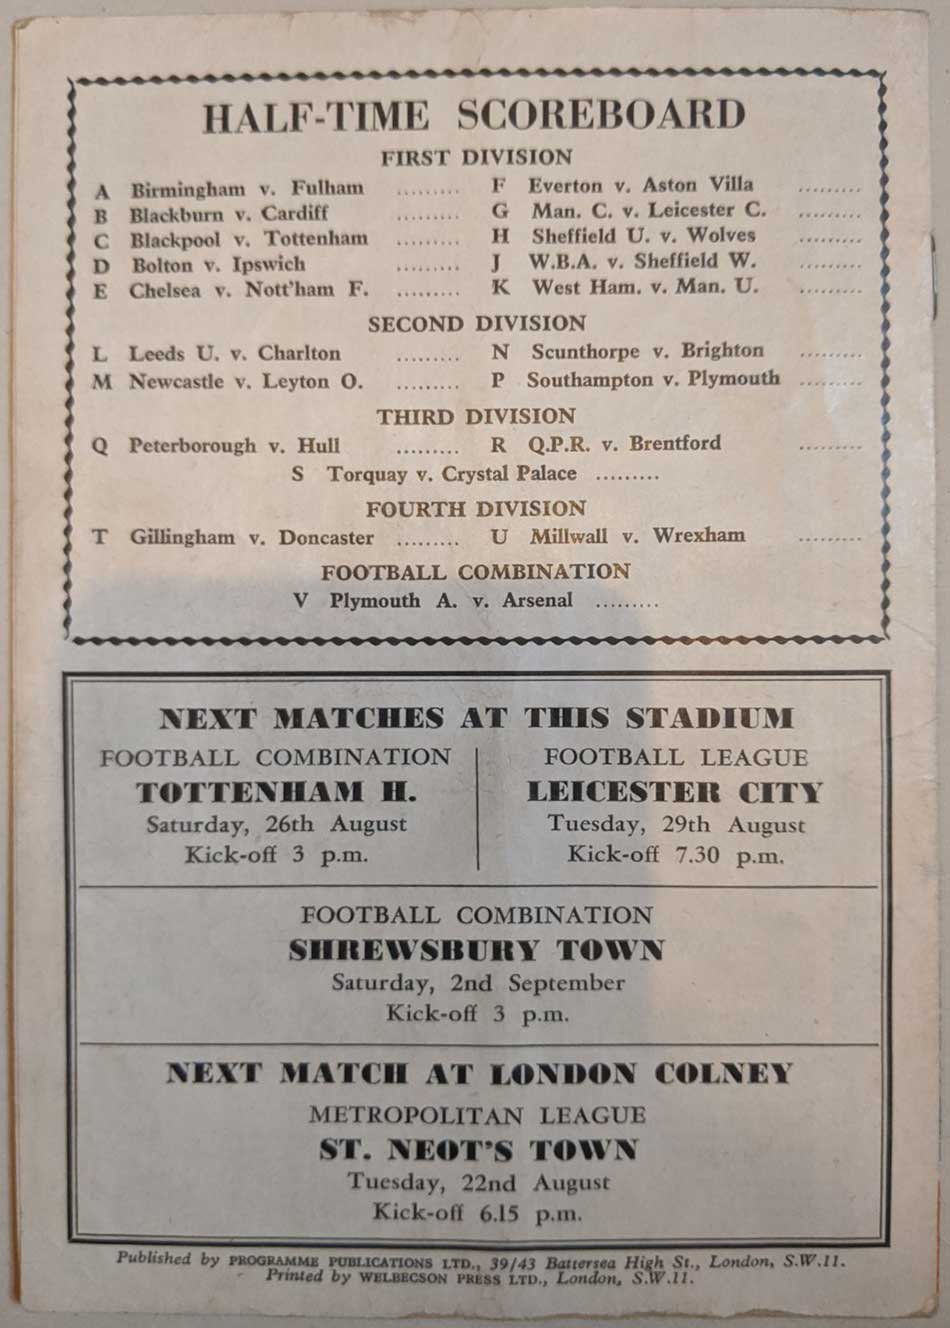 HALF-TIME SCOREBOARD
FIRST DIVISION
A Birmingham v. Fulham ......... F Everton v. Aston Villa .........
B Blackburn v. Cardiff ......... G Man. C. v. Leicester C. .........
C Blackpool v. Tottenham ......... H Sheffield U. v. Wolves .........
D Bolton v. Ipswich ......... J W.B.A. v. Sheffield W. .........
E Chelsea v. Nott'ham F. ......... K West Ham. v. Man. U. .........
SECOND DIVISION
L Leeds U. v. Charlton ......... N Scunthorpe v. Brighton .........
M Newcastle v. Leyton O. ......... P Southampton v. Plymouth .........
THIRD DIVISION
Q Peterborough v. Hull ......... R Q.P.R. v. Brentford .........
S Torquay v. Crystal Palace .........
FOURTH DIVISION
T Gillingham v. Doncaster ......... U Millwall v. Wrexham .........
FOOTBALL COMBINATION
V Plymouth A. v. Arsenal .........
NEXT MATCHES AT THIS STADIUM
FOOTBALL COMBINATION
TOTTENHAM H.
Saturday, 26th August
Kick-off 3 p.m.
FOOTBALL LEAGUE
LEICESTER CITY
Tuesday, 29th August
Kick-off 7.30 p.m.
FOOTBALL COMBINATION
SHREWSBURY TOWN
Saturday, 2nd September
Kick-off 3 p.m.
NEXT MATCH AT LONDON COLNEY
METROPOLITAN LEAGUE
ST. NEOT'S TOWN
Tuesday, 22nd August
Kick-off 6.15 p.m.
Published by PROGRAMME PUBLICATIONS LTD., 39/43 Battersea High St., London, S.W.11.
Printed by WELBECSON PRESS LTD., London, S.W.11.